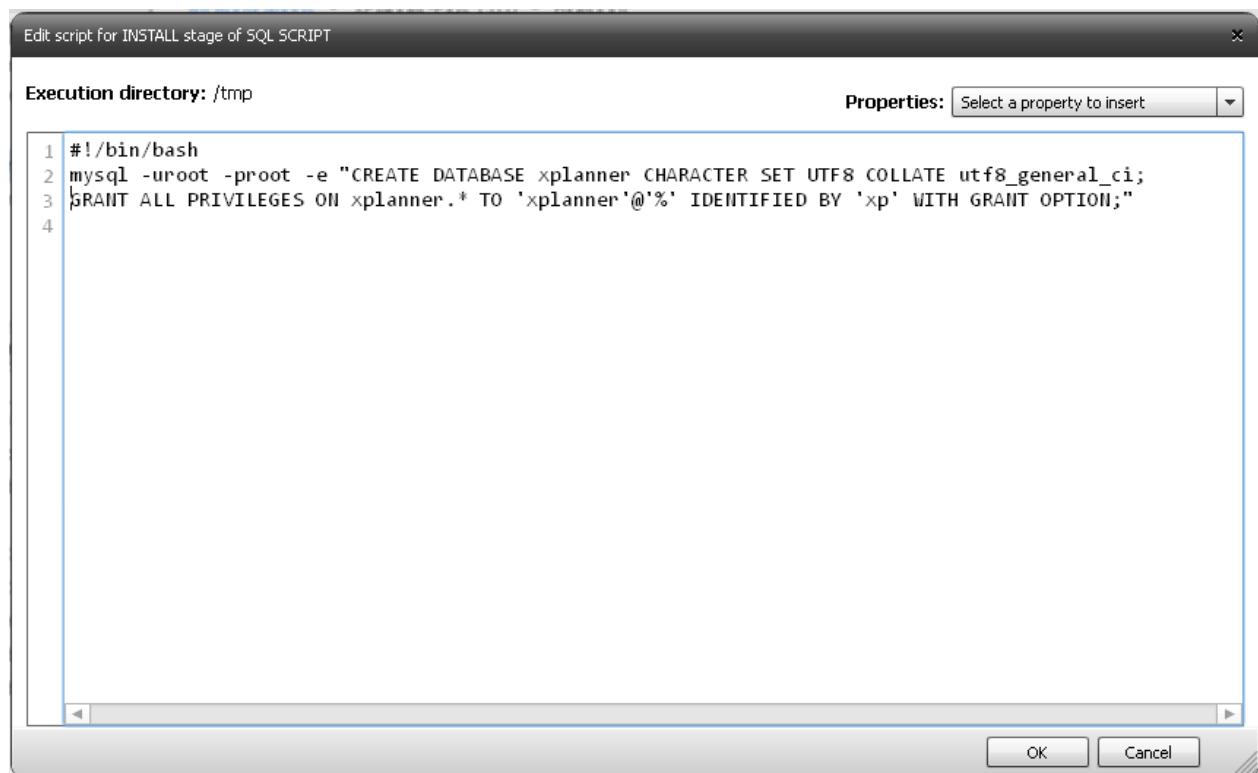 Edit script for INSTALL stage of SQL SCRIPT
Execution directory: /tmp
Properties: Select a property to insert
1 #!/bin/bash
2 mysql -uroot -proot -e "CREATE DATABASE xplanner CHARACTER SET UTF8 COLLATE utf8_general_ci;
3 GRANT ALL PRIVILEGES ON xplanner.* TO 'xplanner'@'%' IDENTIFIED BY 'xp' WITH GRANT OPTION;"
4
OK Cancel